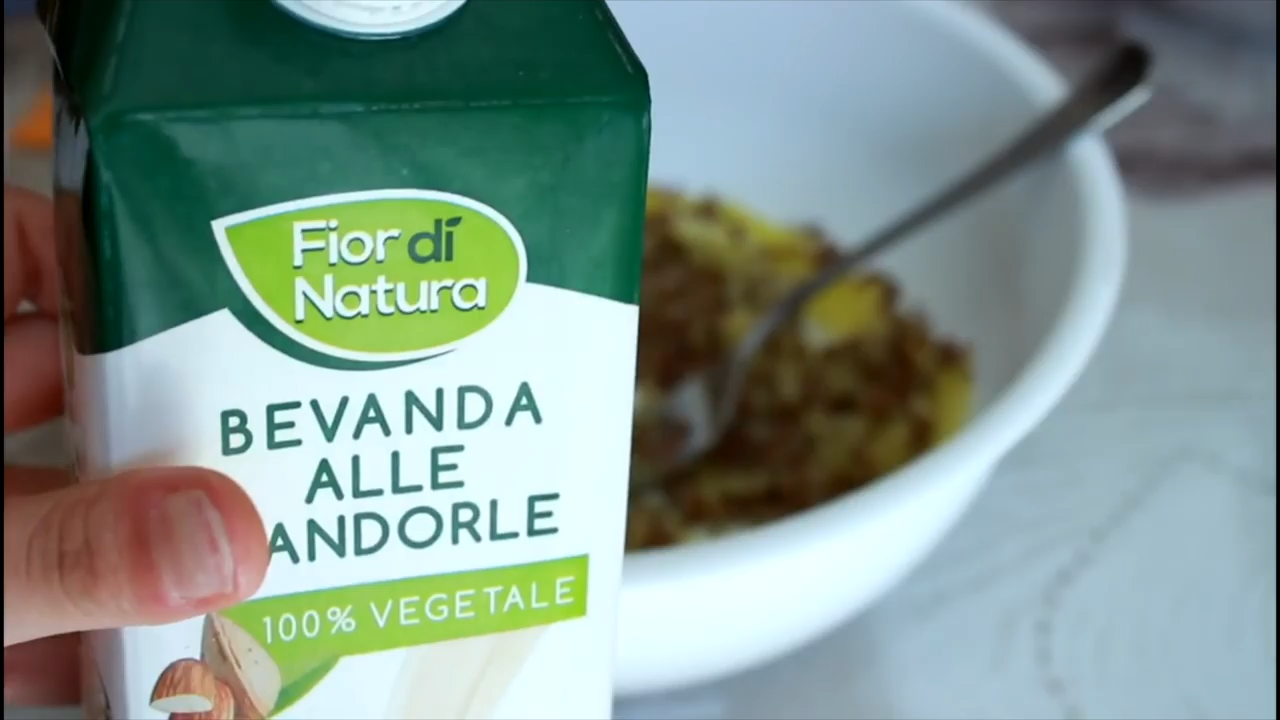 Fior di
Natura
BEVANDA
ALLE
ANDORLE
100% VEGETALE